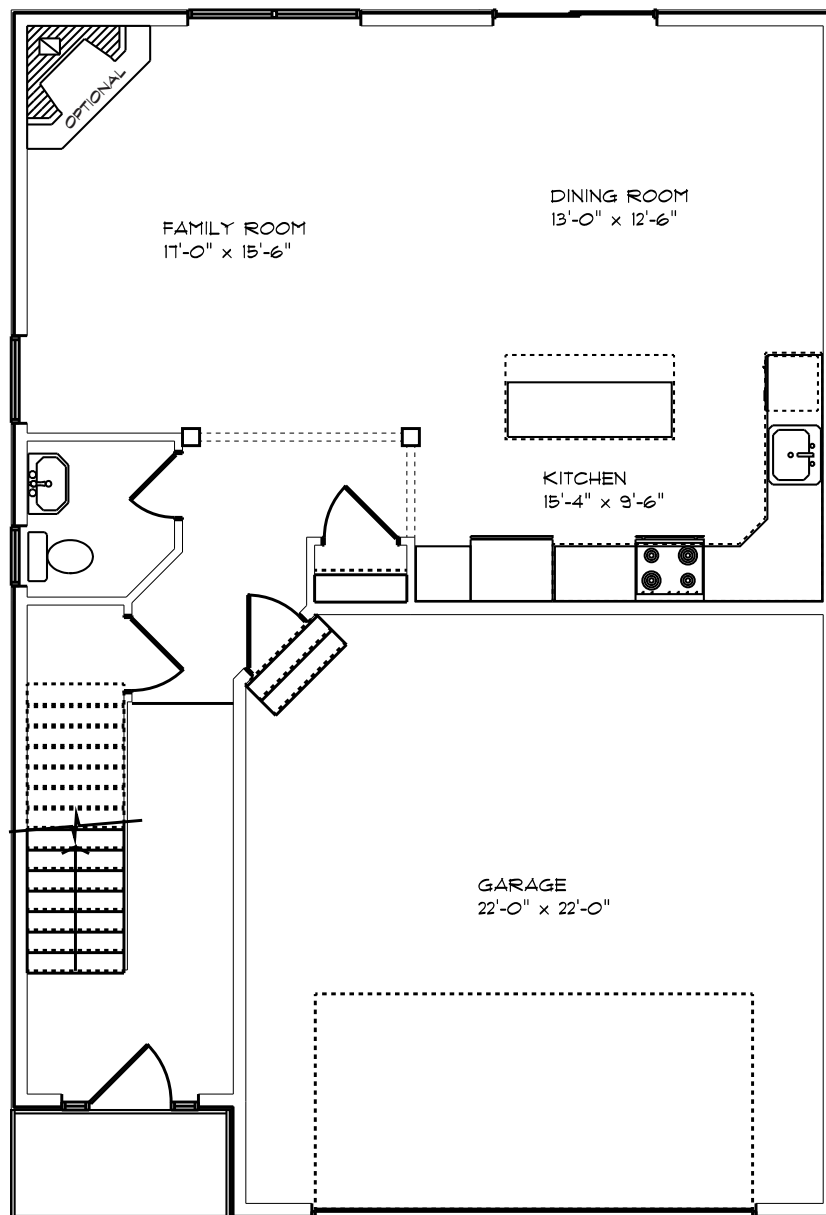 OPTIONAL
DINING ROOM
13'-0" x 12'-6"
FAMILY ROOM
17'-0" x 15'-6"
KITCHEN
15'-4" x 9'-6"
GARAGE
22'-0" x 22'-0"